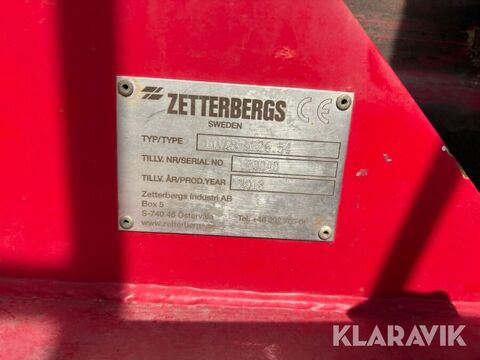 ZETTERBERGS CE
SWEDEN
TYP/TYPE
TILLV. NR/SERIAL NO
TILLV. ÅR/PROD.YEAR
Zetterbergs Industri AB
Box 5
S-740 46 Östervåla Tel.
www.zetterbergs.se
KLARAVIK